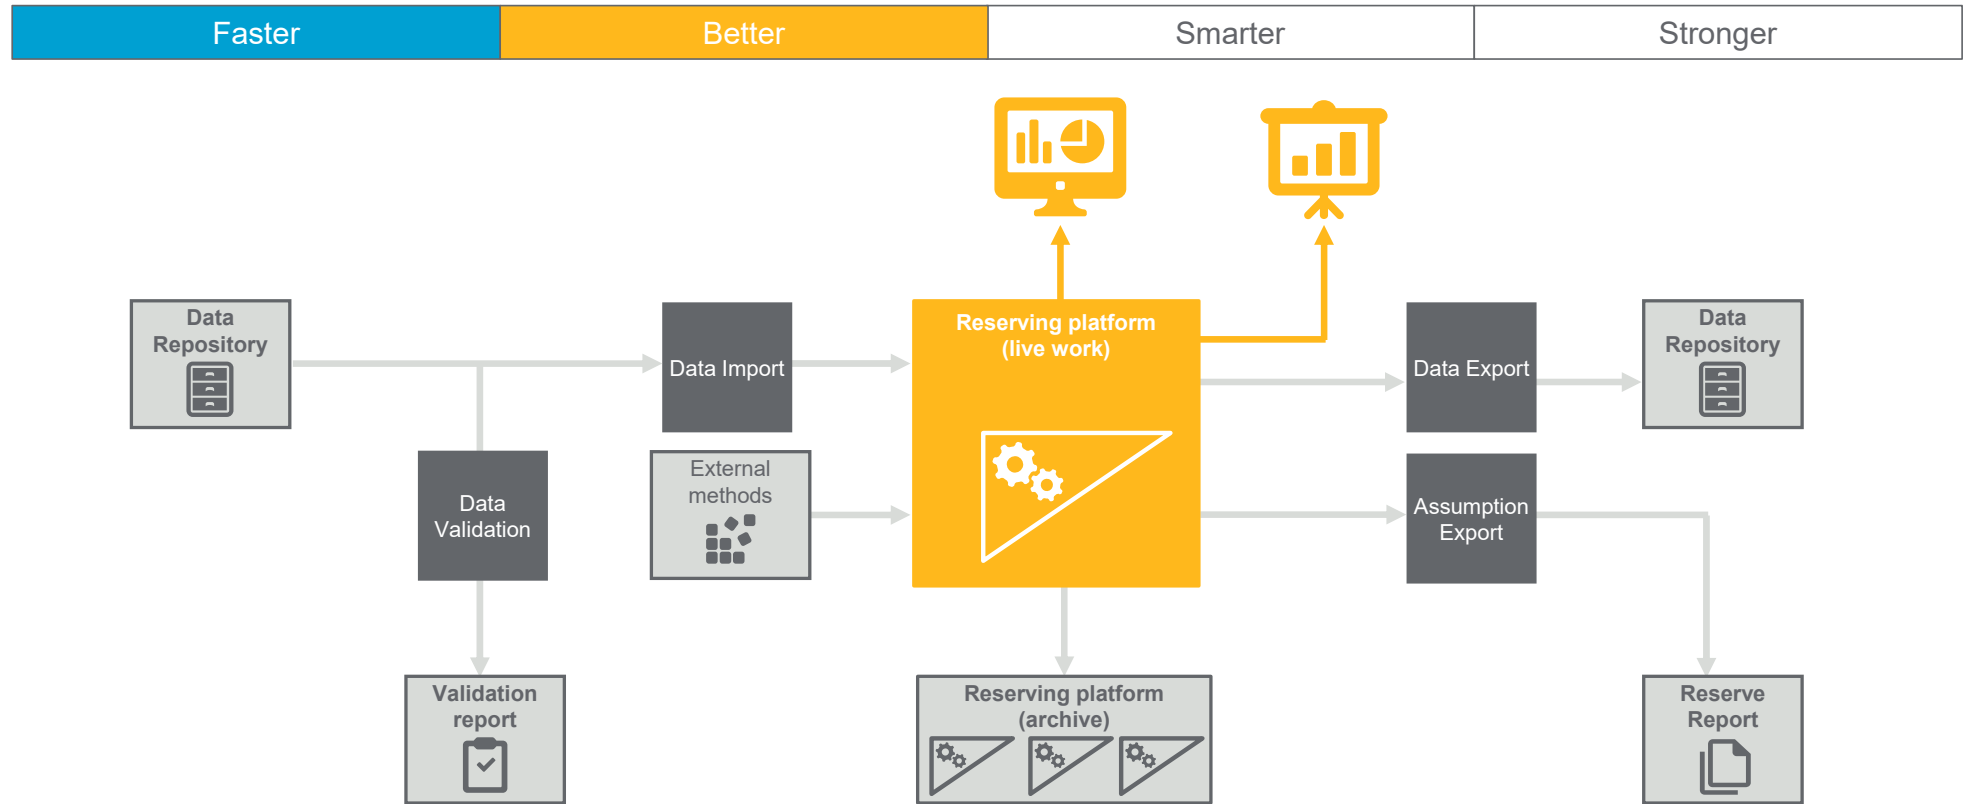 Faster
Better
Smarter
Stronger
Data
Repository
Data Import
Reserving platform
(live work)
Data Export
Data
Repository
Data
Validation
External
methods
Assumption
Export
Validation
report
Reserving platform
(archive)
Reserve
Report